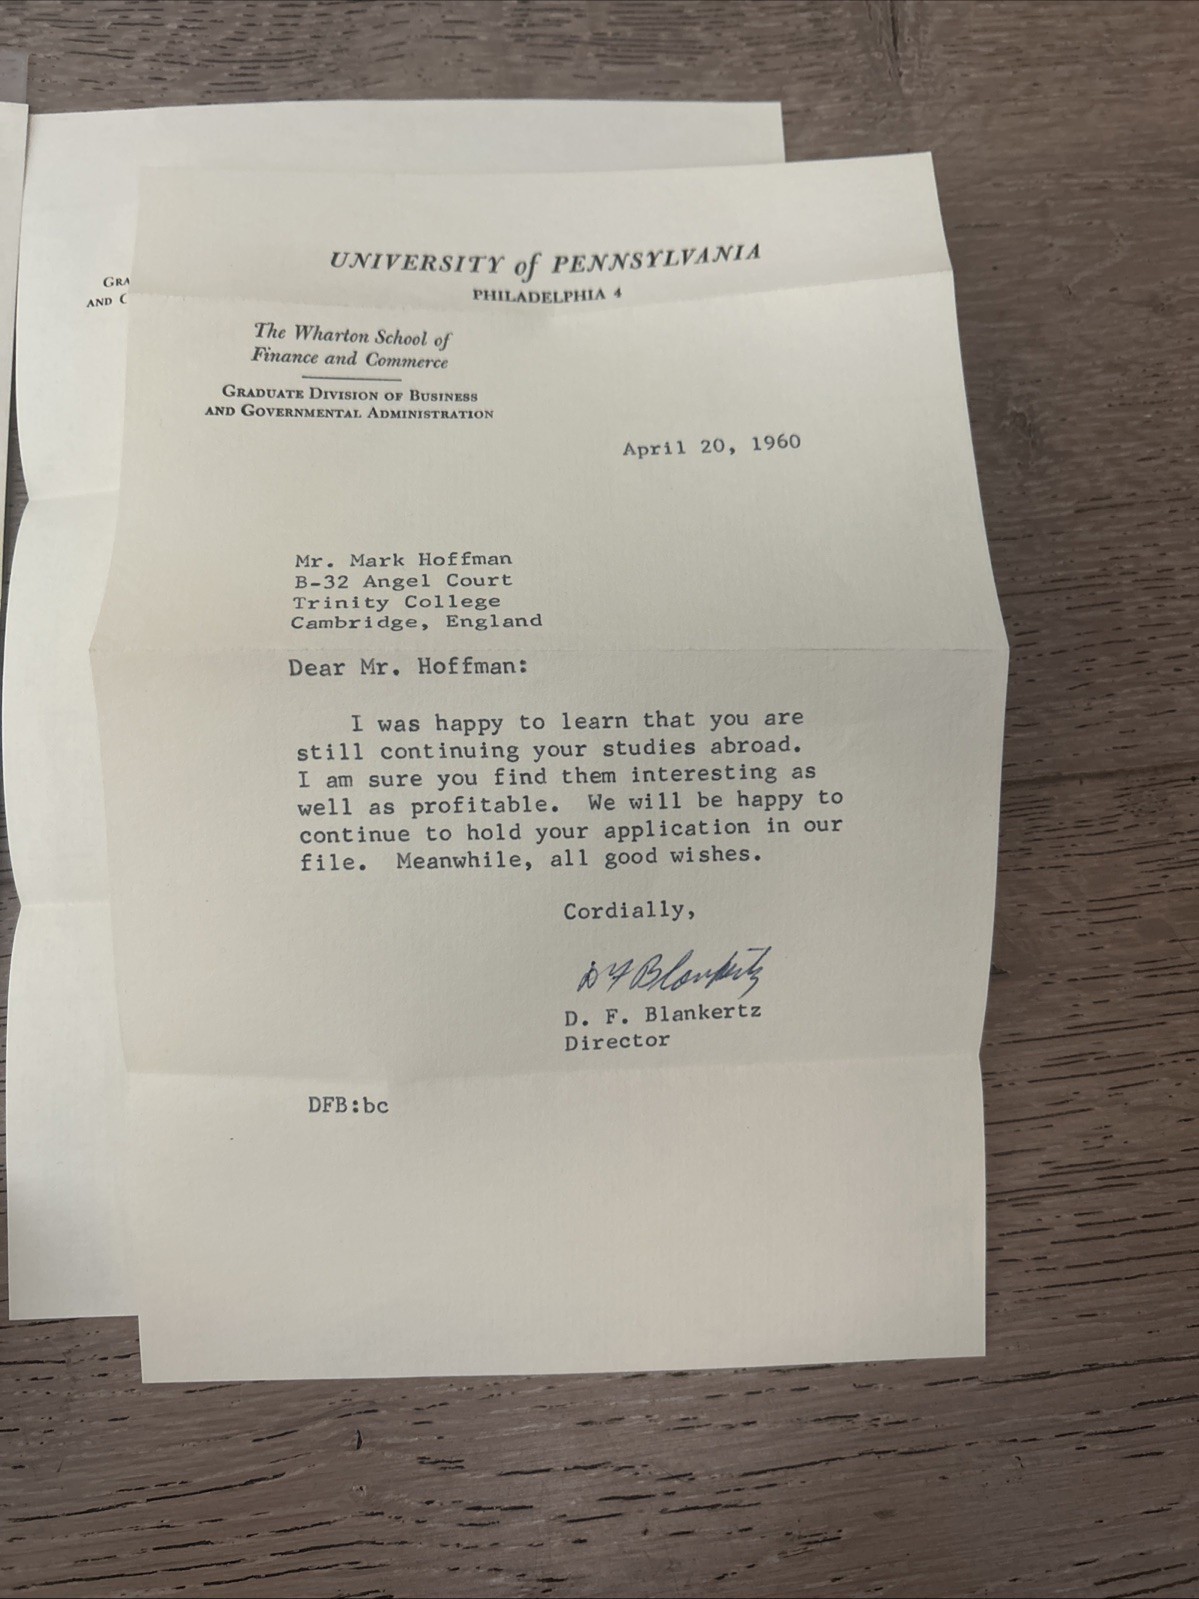 UNIVERSITY of PENNSYLVANIA
PHILADELPHIA 4
The Wharton School of
Finance and Commerce
GRADUATE DIVISION OF BUSINESS
AND GOVERNMENTAL ADMINISTRATION
GRA
AND C
April 20, 1960
Mr. Mark Hoffman
B-32 Angel Court
Trinity College
Cambridge, England
Dear Mr. Hoffman:
I was happy to learn that you are
still continuing your studies abroad.
I am sure you find them interesting as
well as profitable. We will be happy to
continue to hold your application in our
file. Meanwhile, all good wishes.
Cordially,
D F Blankertz
D. F. Blankertz
Director
DFB:bc